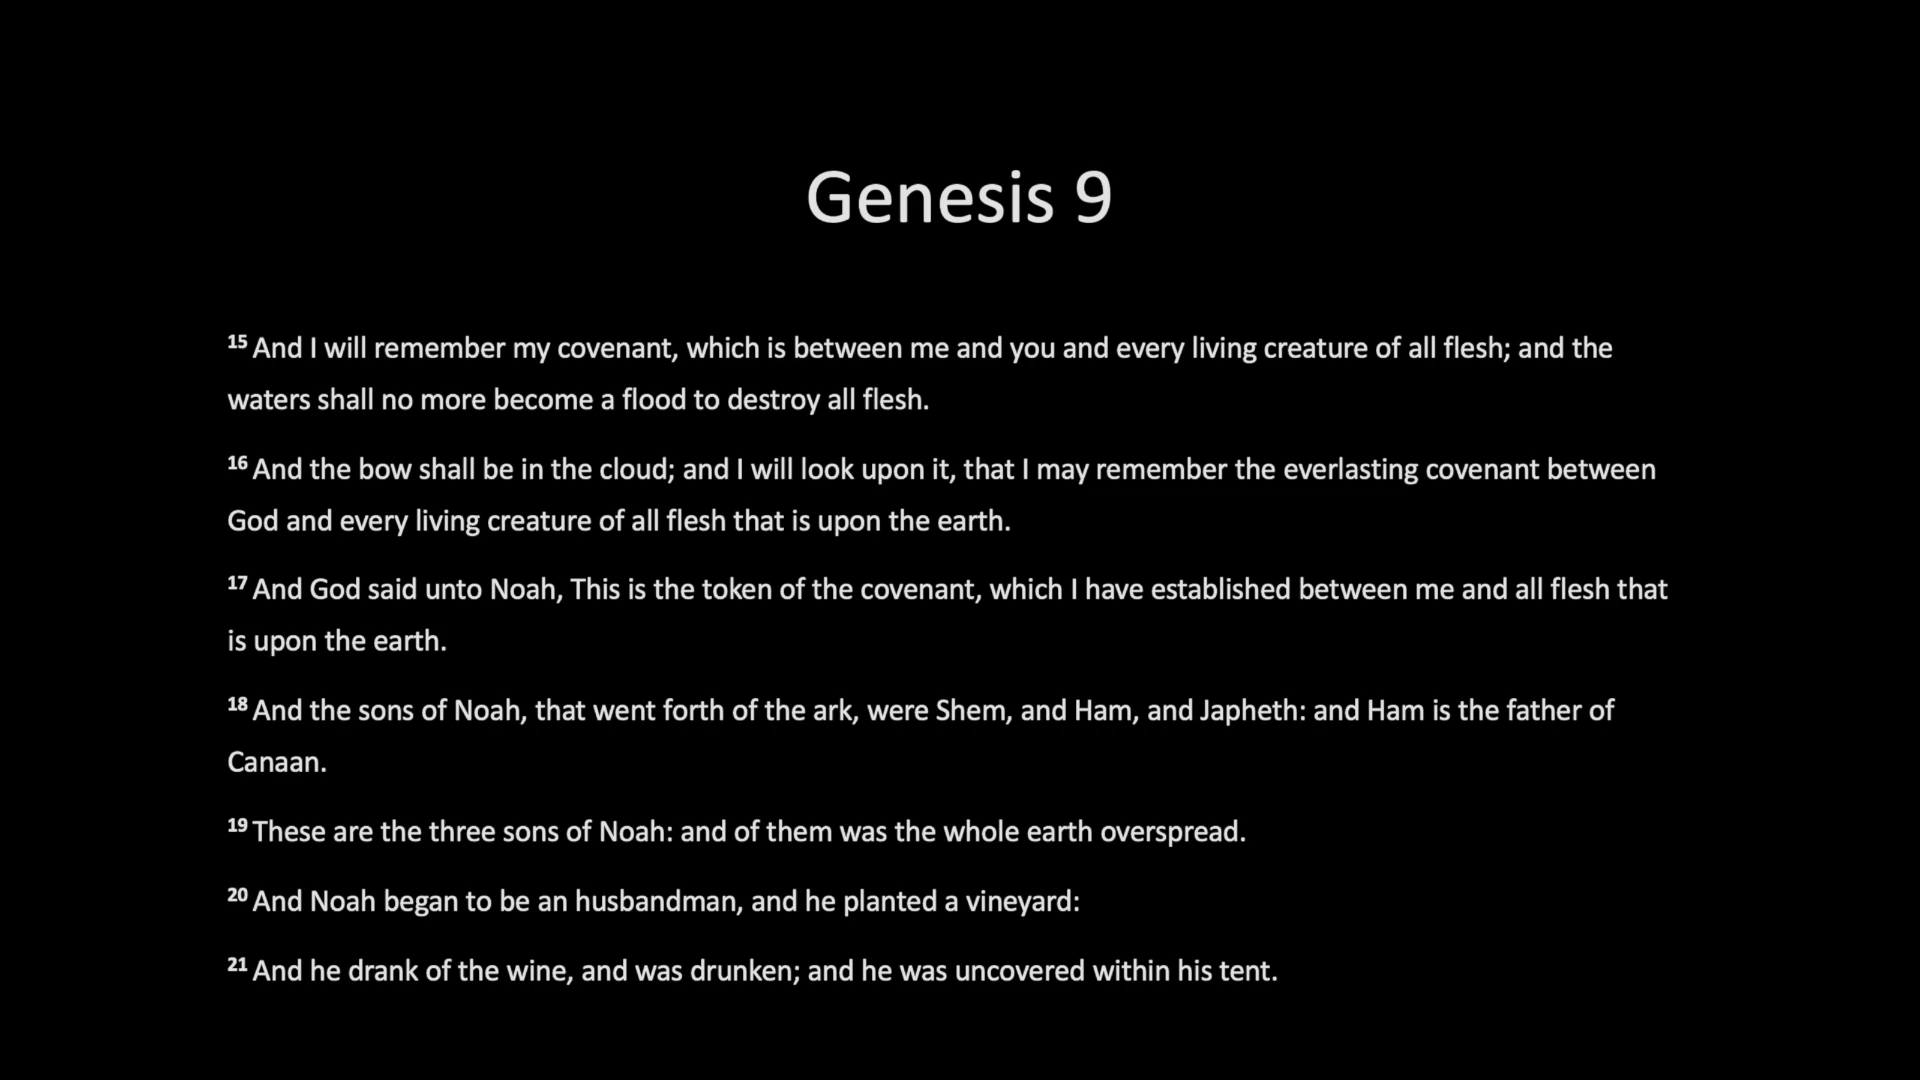 Genesis 9
15 And I will remember my covenant, which is between me and you and every living creature of all flesh; and the
waters shall no more become a flood to destroy all flesh.
16 And the bow shall be in the cloud; and I will look upon it, that I may remember the everlasting covenant between
God and every living creature of all flesh that is upon the earth.
17 And God said unto Noah, This is the token of the covenant, which I have established between me and all flesh that
is upon the earth.
18 And the sons of Noah, that went forth of the ark, were Shem, and Ham, and Japheth: and Ham is the father of
Canaan.
19 These are the three sons of Noah: and of them was the whole earth overspread.
20 And Noah began to be an husbandman, and he planted a vineyard:
21 And he drank of the wine, and was drunken; and he was uncovered within his tent.